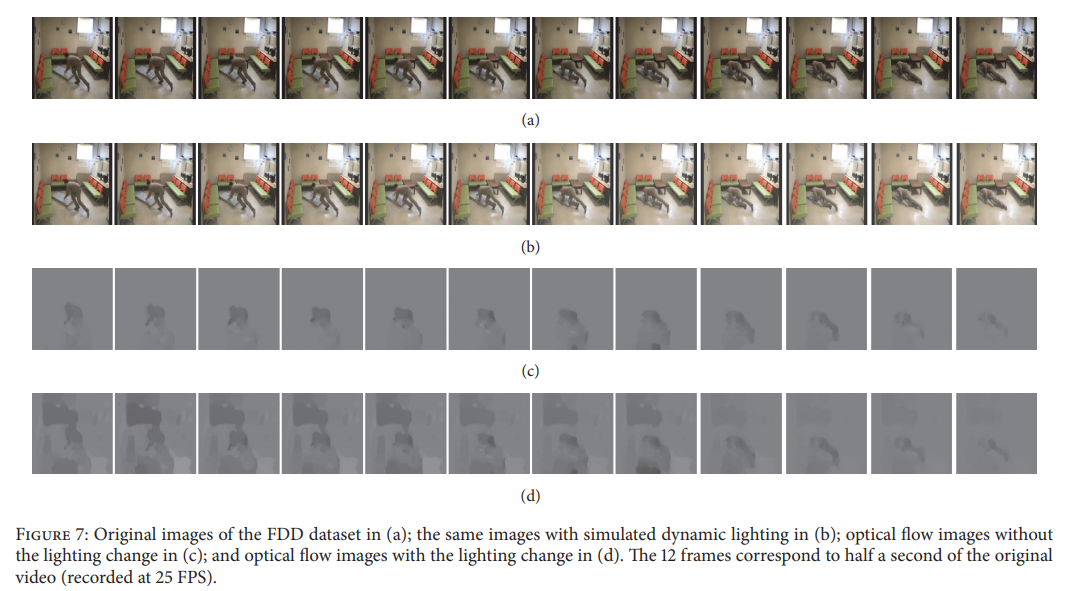 (a)
(b)
(c)
(d)
FIGURE 7: Original images of the FDD dataset in (a); the same images with simulated dynamic lighting in (b); optical flow images without
the lighting change in (c); and optical flow images with the lighting change in (d). The 12 frames correspond to half a second of the original
video (recorded at 25 FPS).